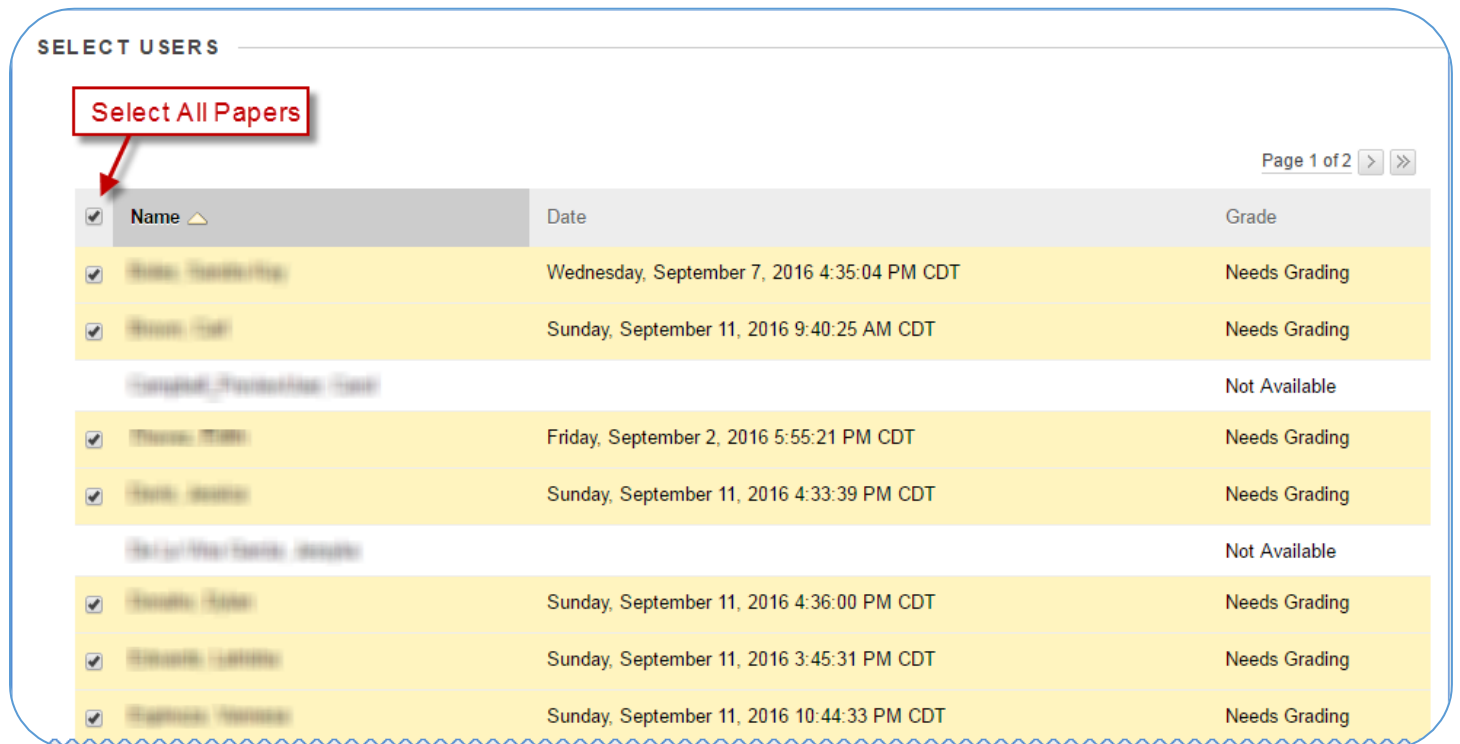 SELECT USERS
Select All Papers
Page 1 of 2
Name Date Grade
Wednesday, September 7, 2016 4:35:04 PM CDT Needs Grading
Sunday, September 11, 2016 9:40:25 AM CDT Needs Grading
Not Available
Friday, September 2, 2016 5:55:21 PM CDT Needs Grading
Sunday, September 11, 2016 4:33:39 PM CDT Needs Grading
Not Available
Sunday, September 11, 2016 4:36:00 PM CDT Needs Grading
Sunday, September 11, 2016 3:45:31 PM CDT Needs Grading
Sunday, September 11, 2016 10:44:33 PM CDT Needs Grading